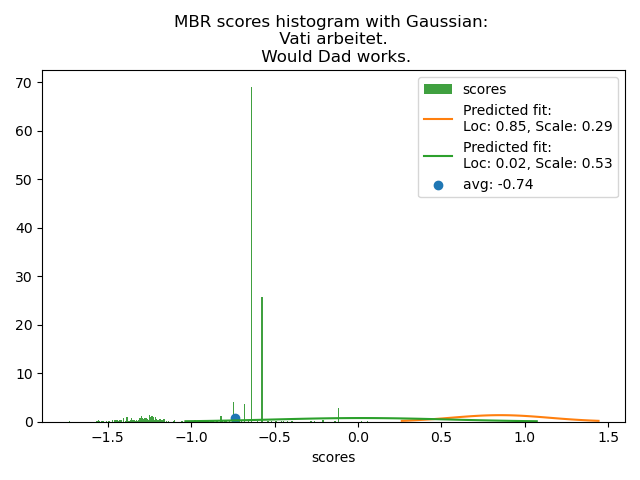 MBR scores histogram with Gaussian:
Vati arbeitet.
Would Dad works.
70
60
50
40
30
20
10
0
scores
Predicted fit:
Loc: 0.85, Scale: 0.29
Predicted fit:
Loc: 0.02, Scale: 0.53
avg: -0.74
−1.5 −1.0 −0.5 0.0 0.5 1.0 1.5
scores